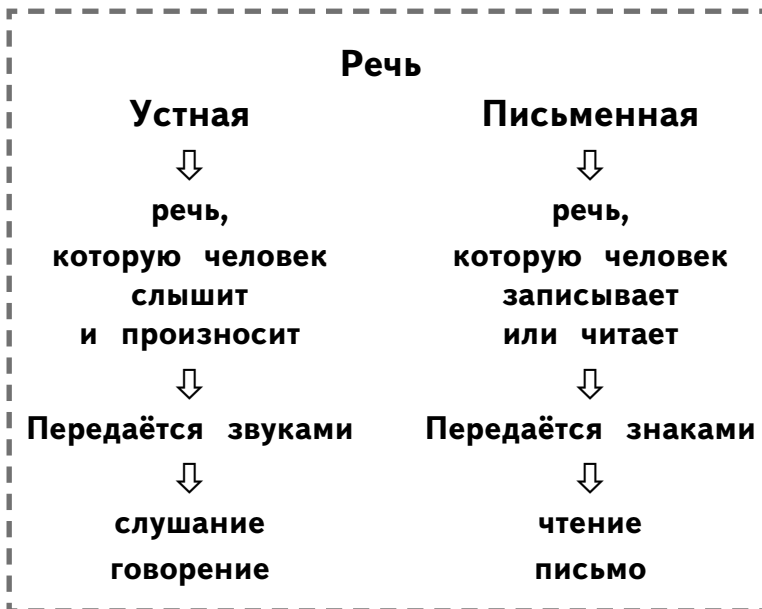 Речь
Устная
⇩
речь,
которую человек
слышит
и произносит
⇩
Передаётся звуками
⇩
слушание
говорение
Письменная
⇩
речь,
которую человек
записывает
или читает
⇩
Передаётся знаками
⇩
чтение
письмо